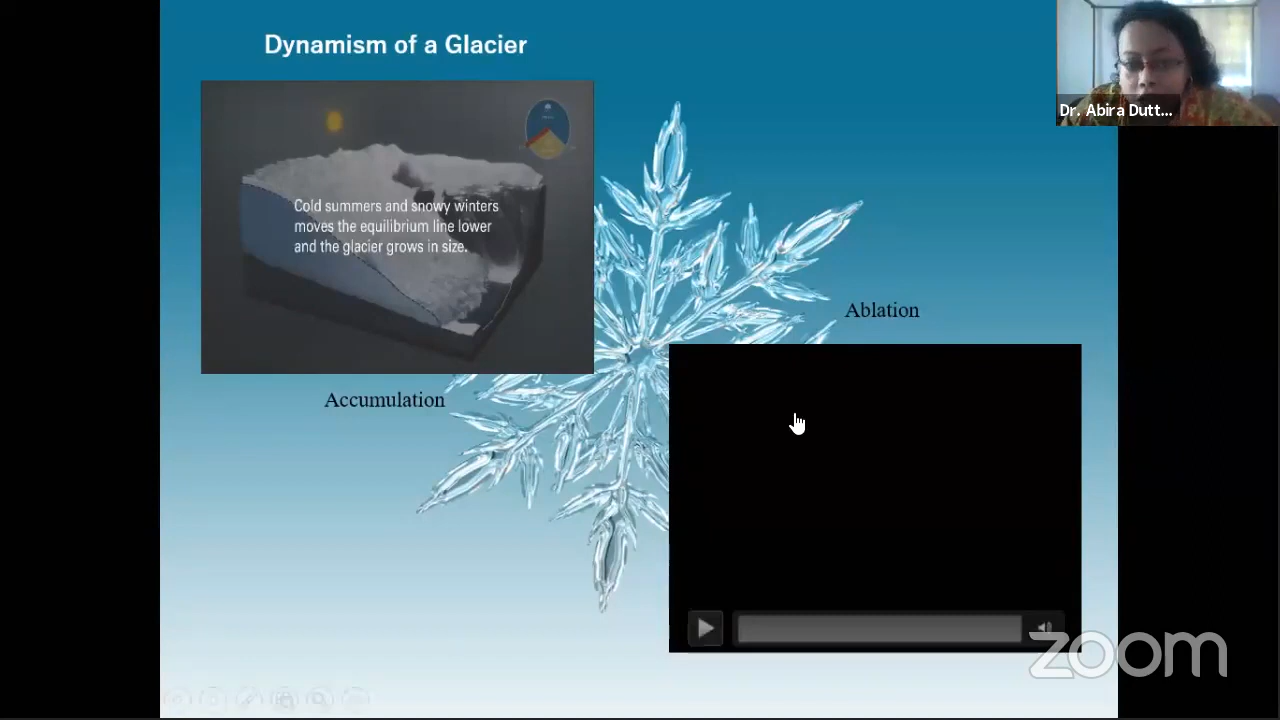 Dynamism of a Glacier
Dr. Abira Dutt...
Cold summers and snowy winters
moves the equilibrium line lower
and the glacier grows in size.
Ablation
Accumulation
zoom